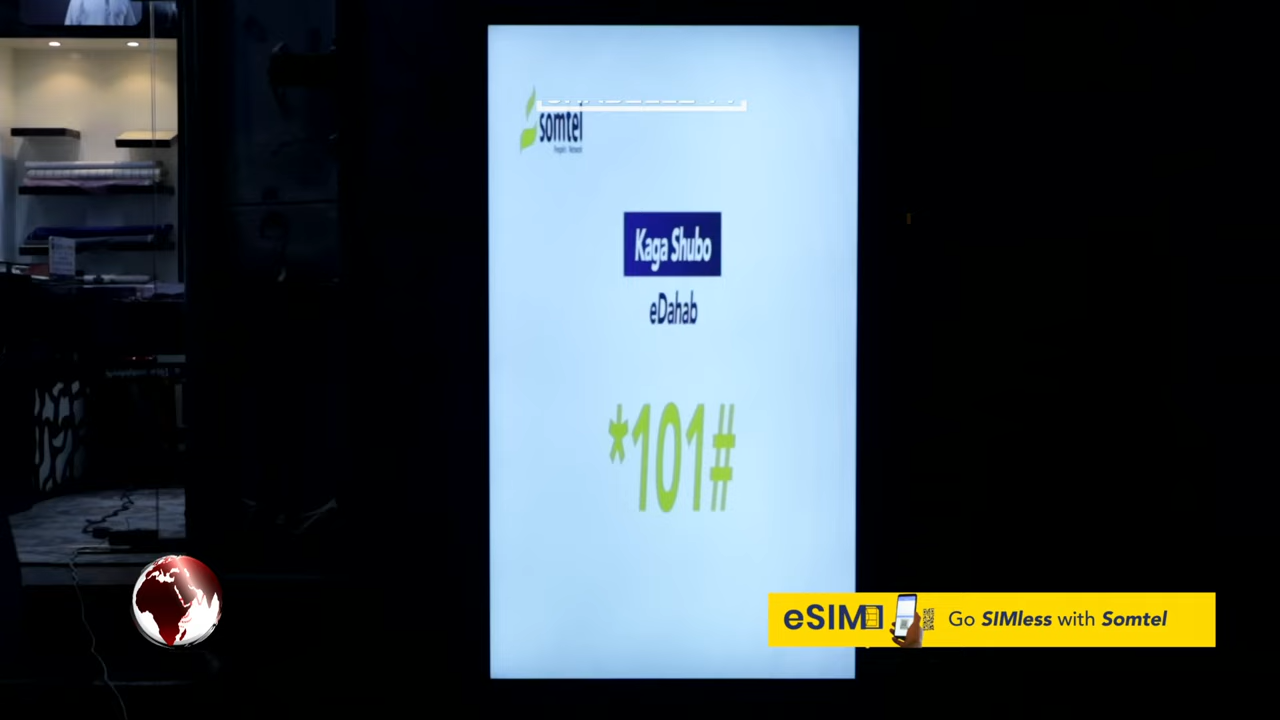 somtel
Kaga Shubo
eDahab
*101#
eSIM
Go SIMless with Somtel